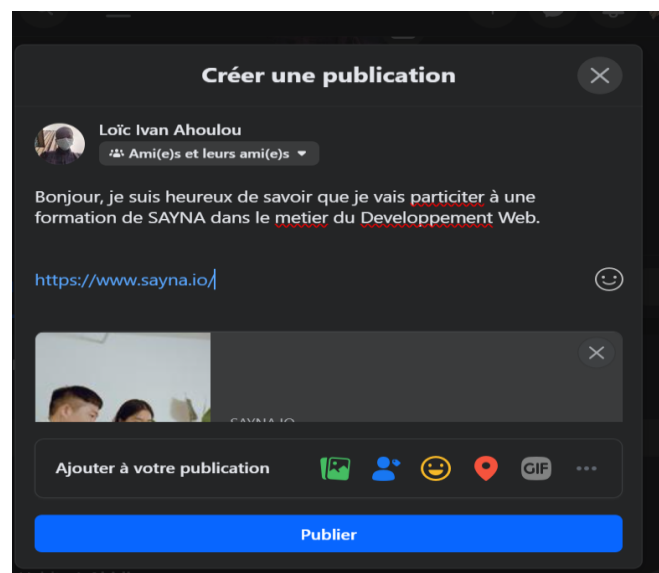 Créer une publication
Loïc Ivan Ahoulou
Ami(e)s et leurs ami(e)s
Bonjour, je suis heureux de savoir que je vais particiter à une
formation de SAYNA dans le metier du Developpement Web.
https://www.sayna.io/
SAYNA.IO
Ajouter à votre publication
GIF
Publier